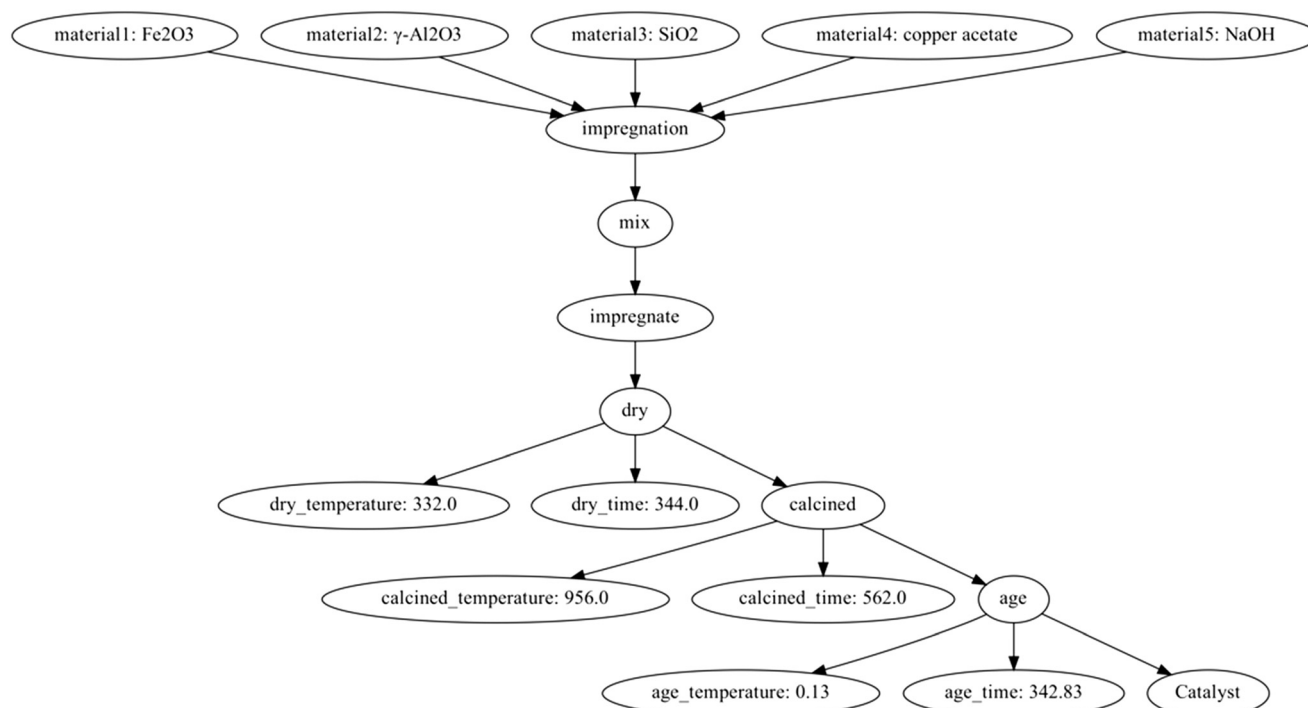 material1: Fe2O3
material2: γ-Al2O3
material3: SiO2
material4: copper acetate
material5: NaOH
impregnation
mix
impregnate
dry
dry_temperature: 332.0
dry_time: 344.0
calcined
calcined_temperature: 956.0
calcined_time: 562.0
age
age_temperature: 0.13
age_time: 342.83
Catalyst